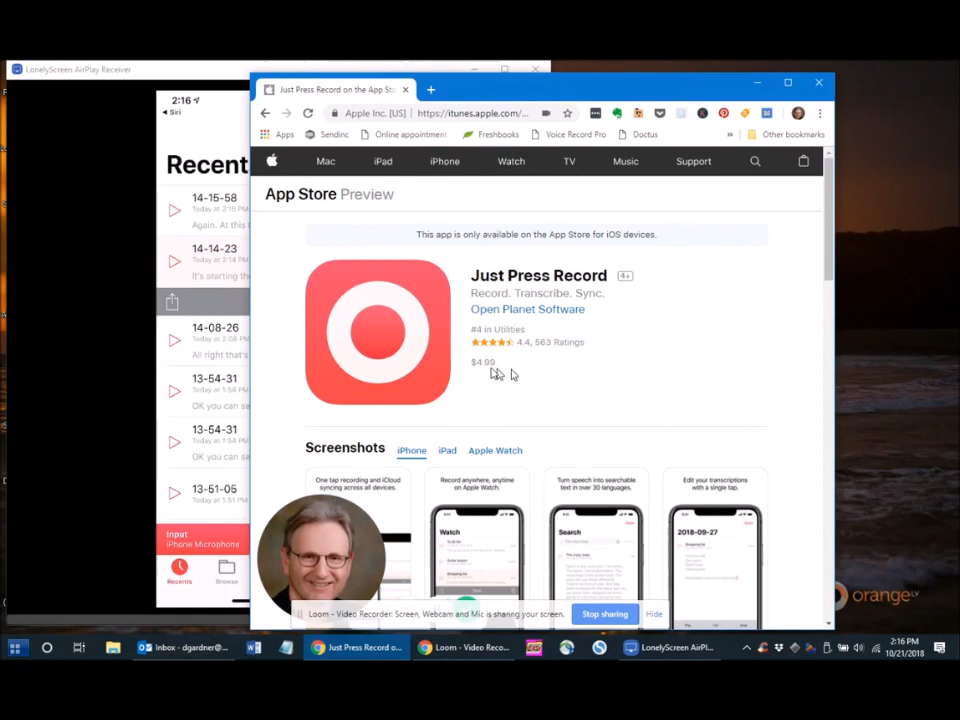 LonelyScreen AirPlay Receiver
2:16
Siri
Recent
14-15-58
Today at 2:15 PM
Again. At this t
14-14-23
Today at 2:14 PM
It's starting the
14-08-26
Today at 2:08 PM
All right that's
13-54-31
Today at 1:54 PM
OK you can se
13-54-31
Today at 1:54 PM
OK you can se
13-51-05
Today at 1:51 PM
Input
iPhone Microphone
Recents
Browse
Just Press Record on the App Sto
Apple Inc. [US]
https://itunes.apple.com/...
Apps
Sendinc
Online appointment
Freshbooks
Voice Record Pro
Doctus
»
Other bookmarks
Mac
iPad
iPhone
Watch
TV
Music
Support
App Store Preview
This app is only available on the App Store for iOS devices.
Just Press Record 4+
Record. Transcribe. Sync.
Open Planet Software
#4 in Utilities
4.4, 563 Ratings
$4.99
Screenshots
iPhone
iPad
Apple Watch
One tap recording and iCloud
syncing across all devices.
Record anywhere, anytime
on Apple Watch.
Turn speech into searchable
text in over 30 languages.
Edit your transcriptions
with a single tap.
Watch
Search
2018-09-27
Loom - Video Recorder: Screen, Webcam and Mic is sharing your screen.
Stop sharing
Hide
orangeLV
Inbox - dgardner@...
Just Press Record o...
Loom - Video Reco...
EASY
LonelyScreen AirPl...
2:16 PM
10/21/2018